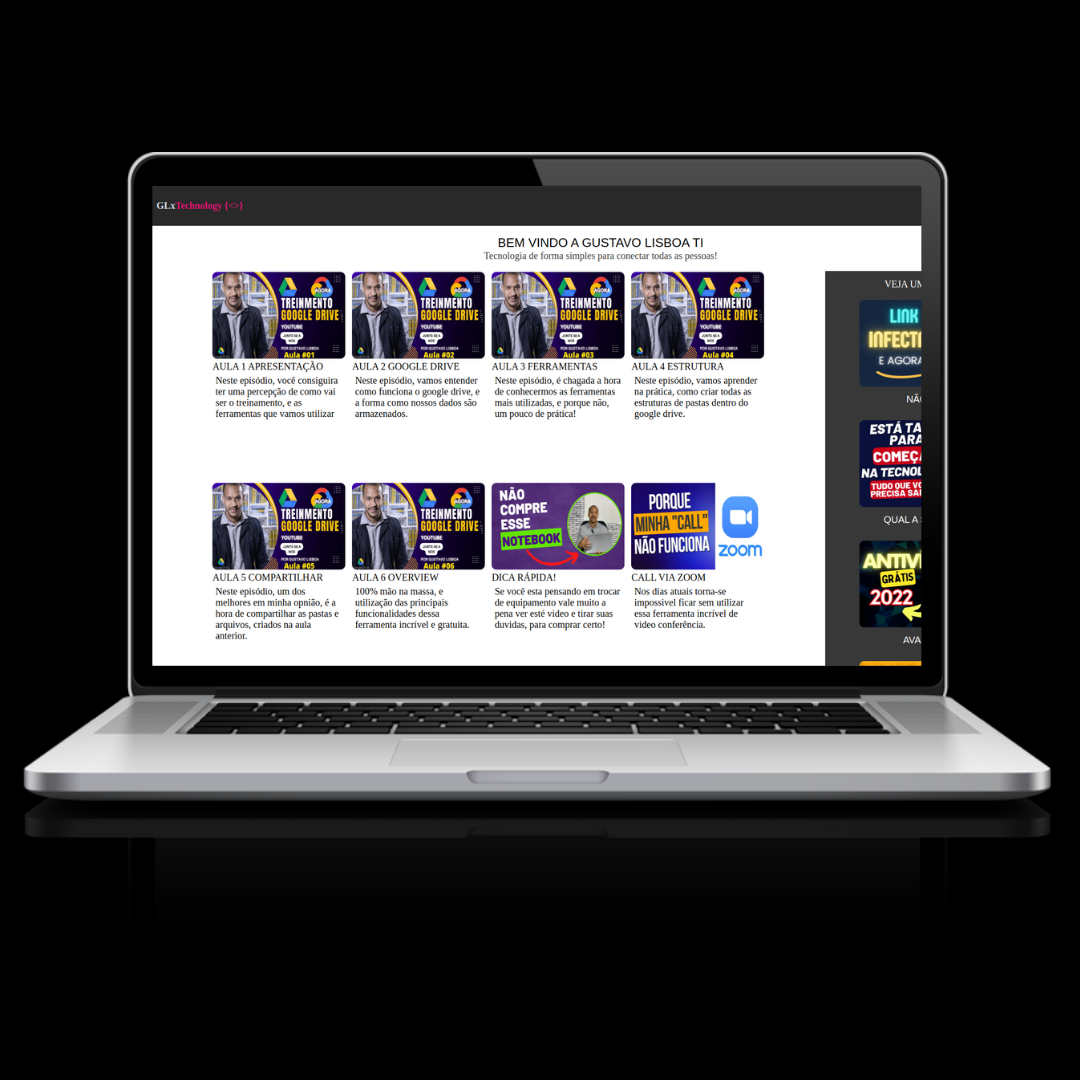 GLxTechnology {<>}
BEM VINDO A GUSTAVO LISBOA TI
Tecnologia de forma simples para conectar todas as pessoas!
AGORA
TREINMENTO
GOOGLE DRIVE
YOUTUBE
JUNTE-SE A
NÓS
POR GUSTAVO LISBOA
Aula #01
AULA 1 APRESENTAÇÃO
Neste episódio, você consiguira
ter uma percepção de como vai
ser o treinamento, e as
ferramentas que vamos utilizar
AGORA
TREINMENTO
GOOGLE DRIVE
YOUTUBE
JUNTE-SE A
NÓS
POR GUSTAVO LISBOA
Aula #02
AULA 2 GOOGLE DRIVE
Neste episódio, vamos entender
como funciona o google drive, e
a forma como nossos dados são
armazenados.
AGORA
TREINMENTO
GOOGLE DRIVE
YOUTUBE
JUNTE-SE A
NÓS
POR GUSTAVO LISBOA
Aula #03
AULA 3 FERRAMENTAS
Neste episódio, é chagada a hora
de conhecermos as ferramentas
mais utilizadas, e porque não,
um pouco de prática!
AGORA
TREINMENTO
GOOGLE DRIVE
YOUTUBE
JUNTE-SE A
NÓS
POR GUSTAVO LISBOA
Aula #04
AULA 4 ESTRUTURA
Neste episódio, vamos aprender
na prática, como criar todas as
estruturas de pastas dentro do
google drive.
AGORA
TREINMENTO
GOOGLE DRIVE
YOUTUBE
JUNTE-SE A
NÓS
POR GUSTAVO LISBOA
Aula #05
AULA 5 COMPARTILHAR
Neste episódio, um dos
melhores em minha opnião, é a
hora de compartilhar as pastas e
arquivos, criados na aula
anterior.
AGORA
TREINMENTO
GOOGLE DRIVE
YOUTUBE
JUNTE-SE A
NÓS
POR GUSTAVO LISBOA
Aula #06
AULA 6 OVERVIEW
100% mão na massa, e
utilização das principais
funcionalidades dessa
ferramenta incrível e gratuita.
NÃO
COMPRE
ESSE
NOTEBOOK
DICA RÁPIDA!
Se você esta pensando em trocar
de equipamento vale muito a
pena ver esté video e tirar suas
duvidas, para comprar certo!
PORQUE
MINHA "CALL"
NÃO FUNCIONA
zoom
CALL VIA ZOOM
Nos dias atuais torna-se
impossivel ficar sem utilizar
essa ferramenta incrível de
video conferência.
VEJA UM
LINK
INFECT
E AGORA
NÃ
ESTÁ TA
PARA
COMEÇA
NA TECNOL
TUDO QUE VO
PRECISA SA
QUAL A
ANTIVÍ
GRÁTIS
2022
AVA